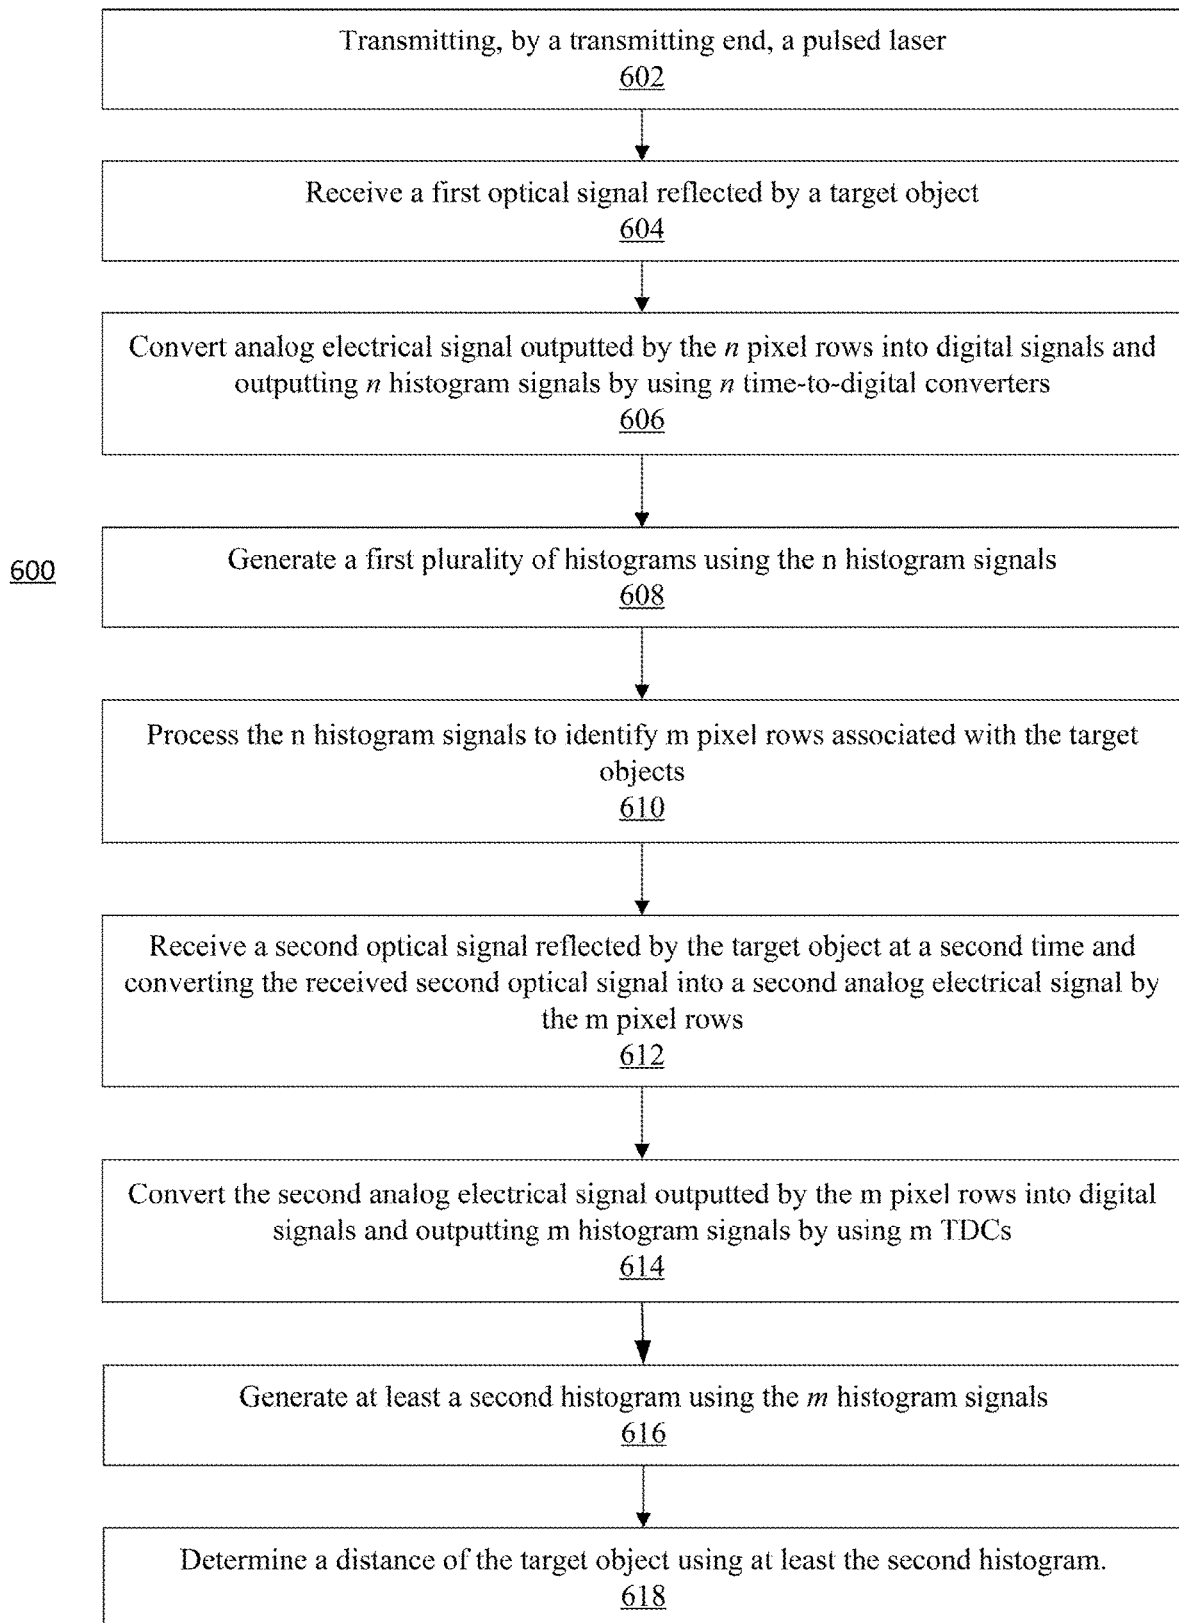 Transmitting, by a transmitting end, a pulsed laser
602
Receive a first optical signal reflected by a target object
604
Convert analog electrical signal outputted by the n pixel rows into digital signals and
outputting n histogram signals by using n time-to-digital converters
606
600
Generate a first plurality of histograms using the n histogram signals
608
Process the n histogram signals to identify m pixel rows associated with the target
objects
610
Receive a second optical signal reflected by the target object at a second time and
converting the received second optical signal into a second analog electrical signal by
the m pixel rows
612
Convert the second analog electrical signal outputted by the m pixel rows into digital
signals and outputting m histogram signals by using m TDCs
614
Generate at least a second histogram using the m histogram signals
616
Determine a distance of the target object using at least the second histogram.
618